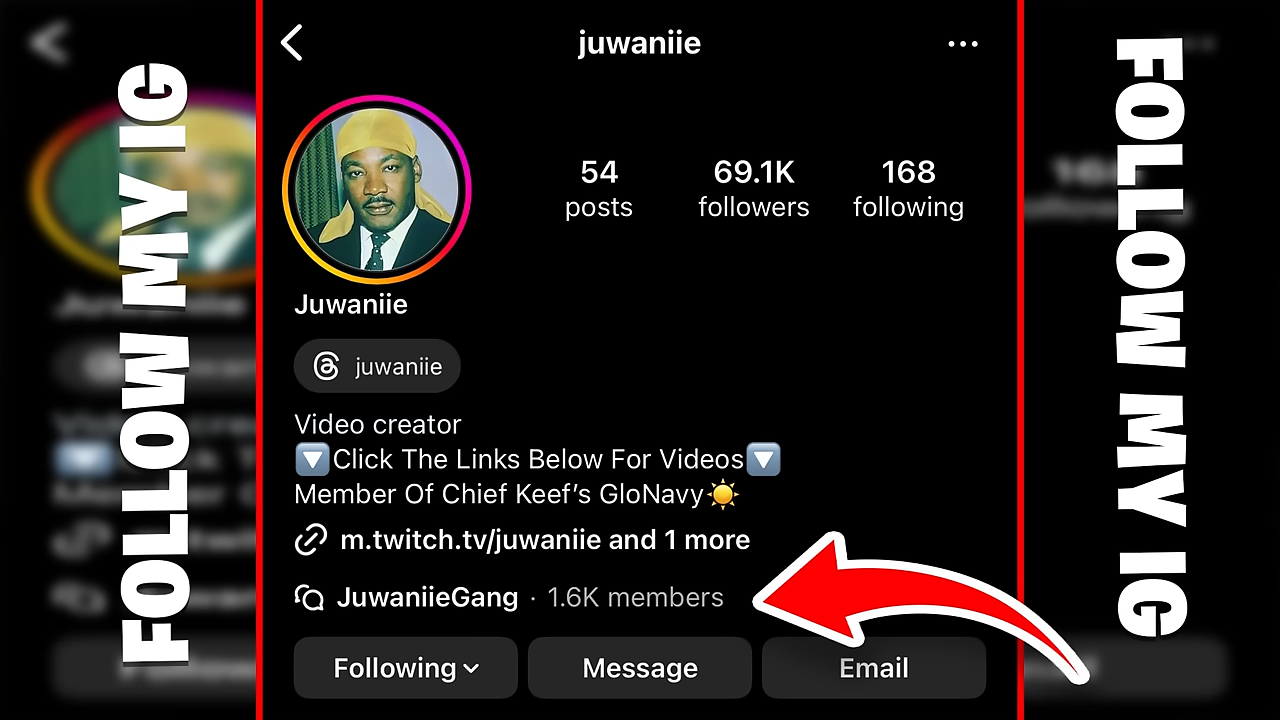 FOLLOW MY IG
juwaniie
54 69.1K 168
posts followers following
Juwaniie
juwaniie
Video creator
🔽Click The Links Below For Videos🔽
Member Of Chief Keef’s GloNavy☀️
m.twitch.tv/juwaniie and 1 more
JuwaniieGang · 1.6K members
Following Message Email
FOLLOW MY IG